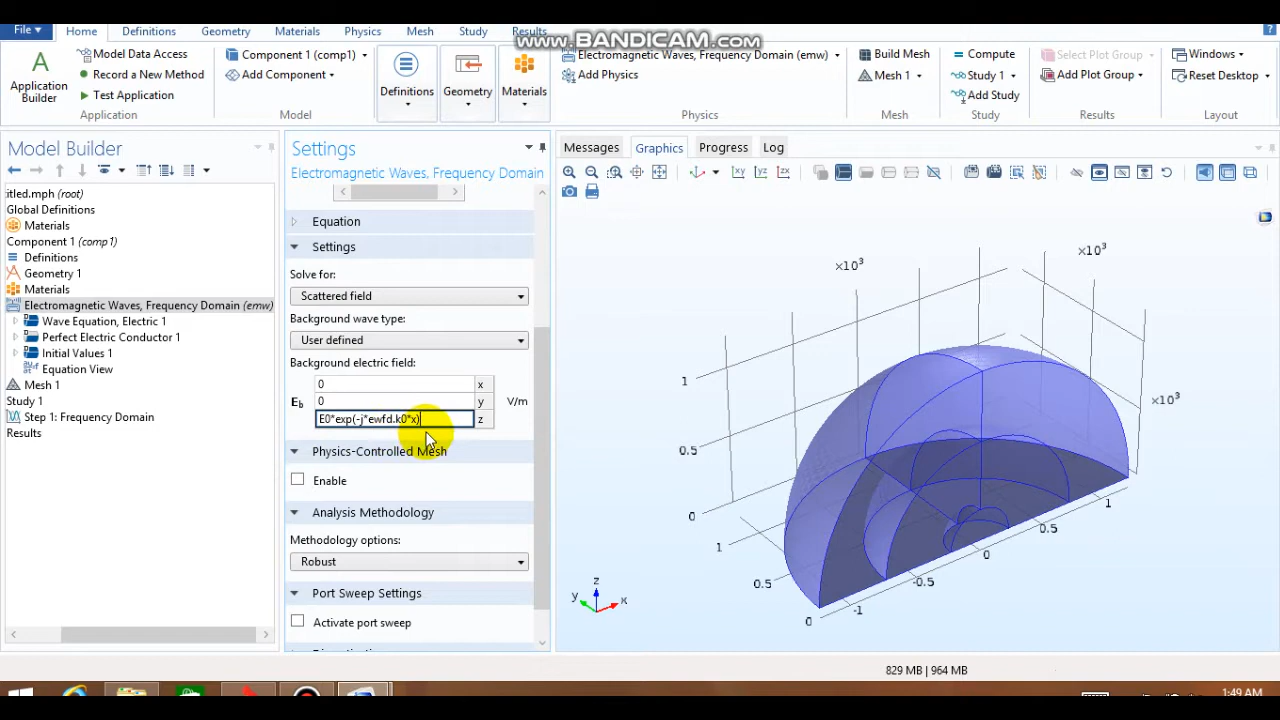 www.BANDICAM.com
File Home Definitions Geometry Materials Physics Mesh Study Results
Application Builder
Model Data Access
Record a New Method
Test Application
Application
Component 1 (comp1)
Add Component
Model
Definitions
Geometry
Materials
Electromagnetic Waves, Frequency Domain (emw)
Add Physics
Physics
Build Mesh
Mesh 1
Mesh
Compute
Study 1
Add Study
Study
Select Plot Group
Add Plot Group
Results
Windows
Reset Desktop
Layout
Model Builder
itled.mph (root)
Global Definitions
Materials
Component 1 (comp1)
Definitions
Geometry 1
Materials
Electromagnetic Waves, Frequency Domain (emw)
Wave Equation, Electric 1
Perfect Electric Conductor 1
Initial Values 1
Equation View
Mesh 1
Study 1
Step 1: Frequency Domain
Results
Settings
Electromagnetic Waves, Frequency Domain
Equation
Settings
Solve for:
Scattered field
Background wave type:
User defined
Background electric field:
0 x
Eb 0 y V/m
E0*exp(-j*ewfd.k0*x) z
Physics-Controlled Mesh
Enable
Analysis Methodology
Methodology options:
Robust
Port Sweep Settings
Activate port sweep
Messages Graphics Progress Log
xy yz zx
×10³
×10³
1
×10³
0.5
0
1
1
0.5
0.5
0
-0.5
-1
0
z
y
x
829 MB | 964 MB
1:49 AM